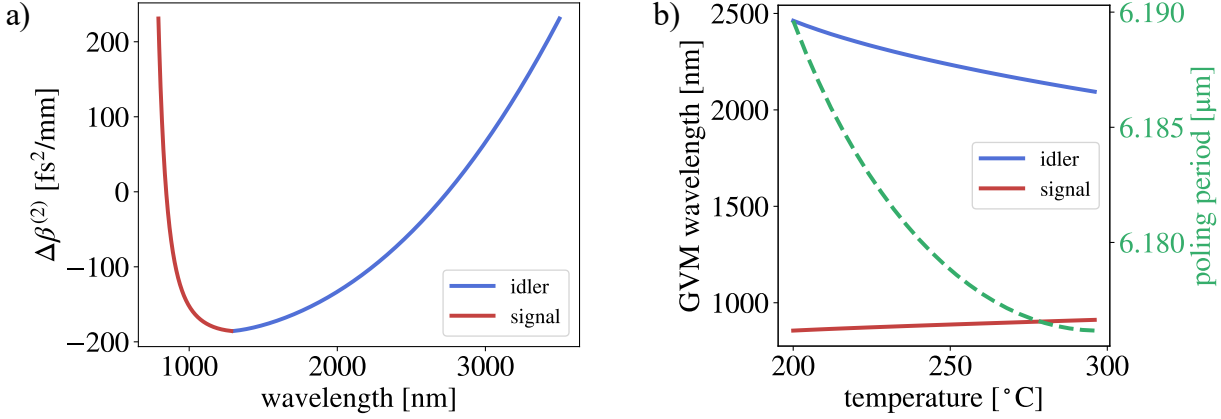 a)
200
100
0
−100
−200
Δβ⁽²⁾ [fs²/mm]
1000
2000
3000
wavelength [nm]
idler
signal
b)
2500
2000
1500
1000
GVM wavelength [nm]
200
250
300
temperature [°C]
idler
signal
6.190
6.185
6.180
poling period [µm]